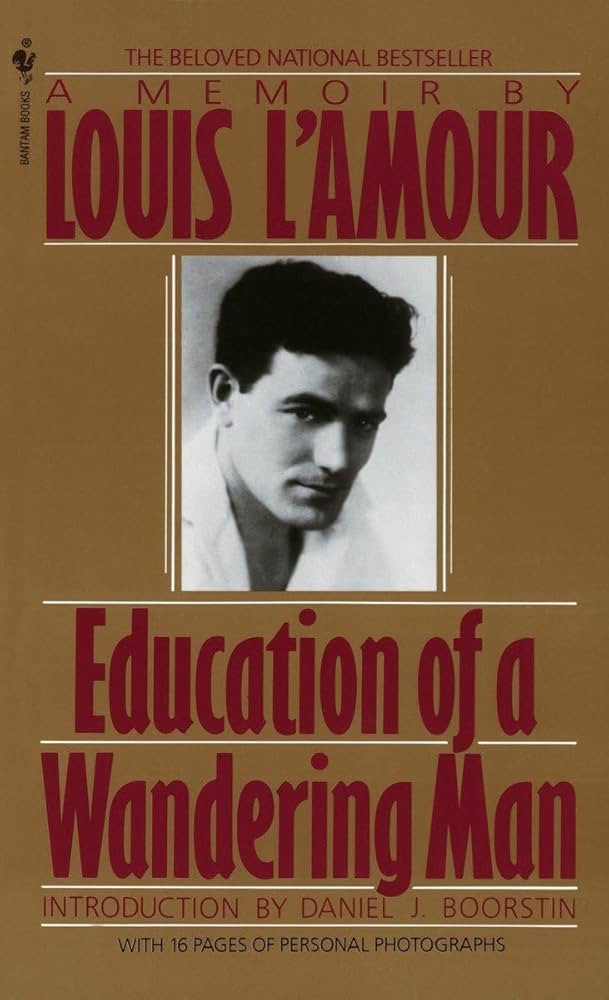 THE BELOVED NATIONAL BESTSELLER
BANTAM BOOKS
®
A MEMOIR BY
LOUIS L'AMOUR
Education of a
Wandering Man
INTRODUCTION BY DANIEL J. BOORSTIN
WITH 16 PAGES OF PERSONAL PHOTOGRAPHS